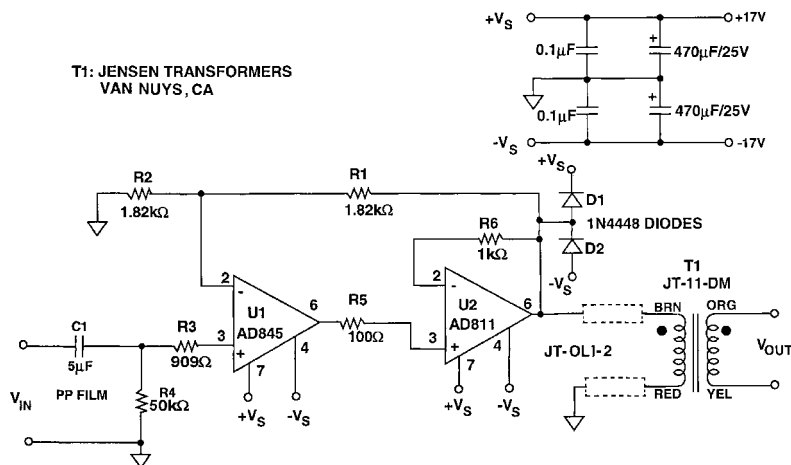 +VS
+17V
0.1μF
+
470μF/25V
T1: JENSEN TRANSFORMERS
VAN NUYS, CA
0.1μF
+
470μF/25V
-VS
-17V
+VS
R2
1.82kΩ
R1
1.82kΩ
D1
1N4448 DIODES
D2
-VS
R6
1kΩ
2
-
U1
AD845
6
3
+
7
4
+VS
-VS
R5
100Ω
2
-
U2
AD811
6
3
+
7
4
+VS
-VS
T1
JT-11-DM
BRN
ORG
JT-OL1-2
RED
YEL
VOUT
C1
5μF
PP FILM
R3
909Ω
R4
50kΩ
VIN